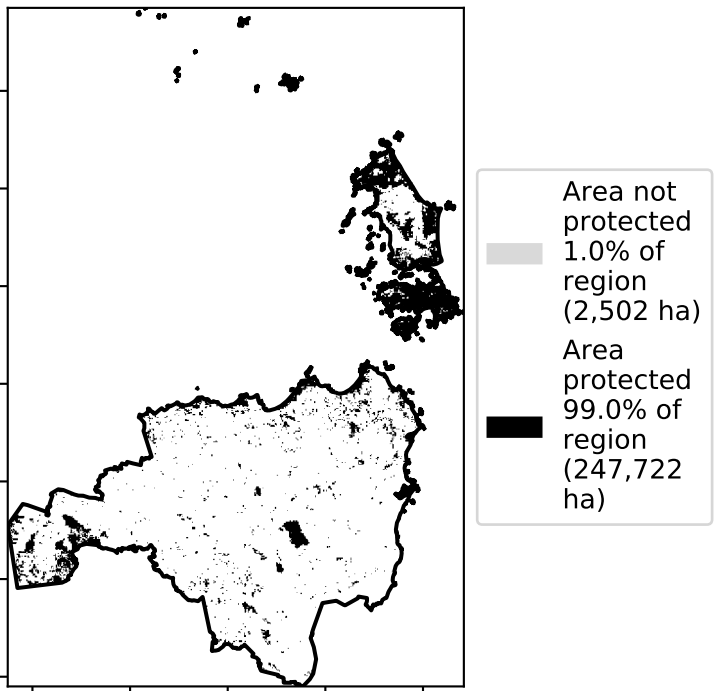 Area not
protected
1.0% of
region
(2,502 ha)
Area
protected
99.0% of
region
(247,722
ha)